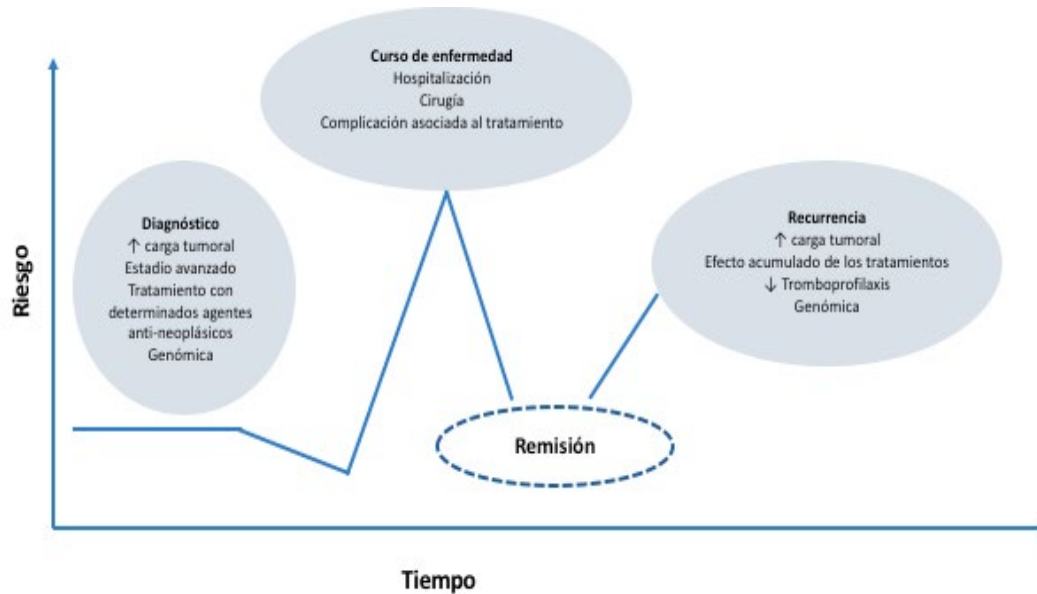 Curso de enfermedad
Hospitalización
Cirugía
Complicación asociada al tratamiento
Diagnóstico
↑ carga tumoral
Estadio avanzado
Tratamiento con
determinados agentes
anti-neoplásicos
Genómica
Recurrencia
↑ carga tumoral
Efecto acumulado de los tratamientos
↓ Tromboprofilaxis
Genómica
Riesgo
Remisión
Tiempo